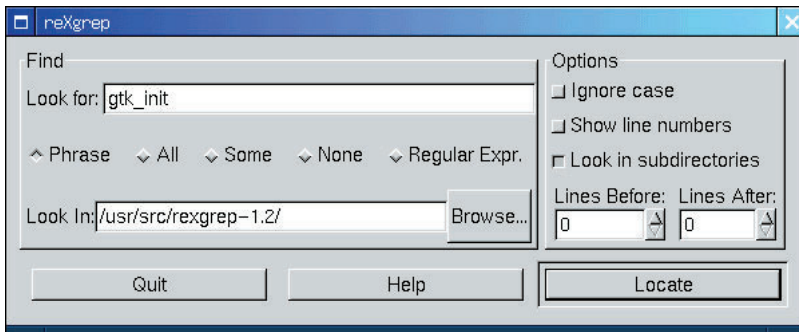 reXgrep
Find
Look for: gtk_init
Phrase All Some None Regular Expr.
Look In: /usr/src/rexgrep-1.2/ Browse...
Options
Ignore case
Show line numbers
Look in subdirectories
Lines Before: Lines After:
0 0
Quit Help Locate